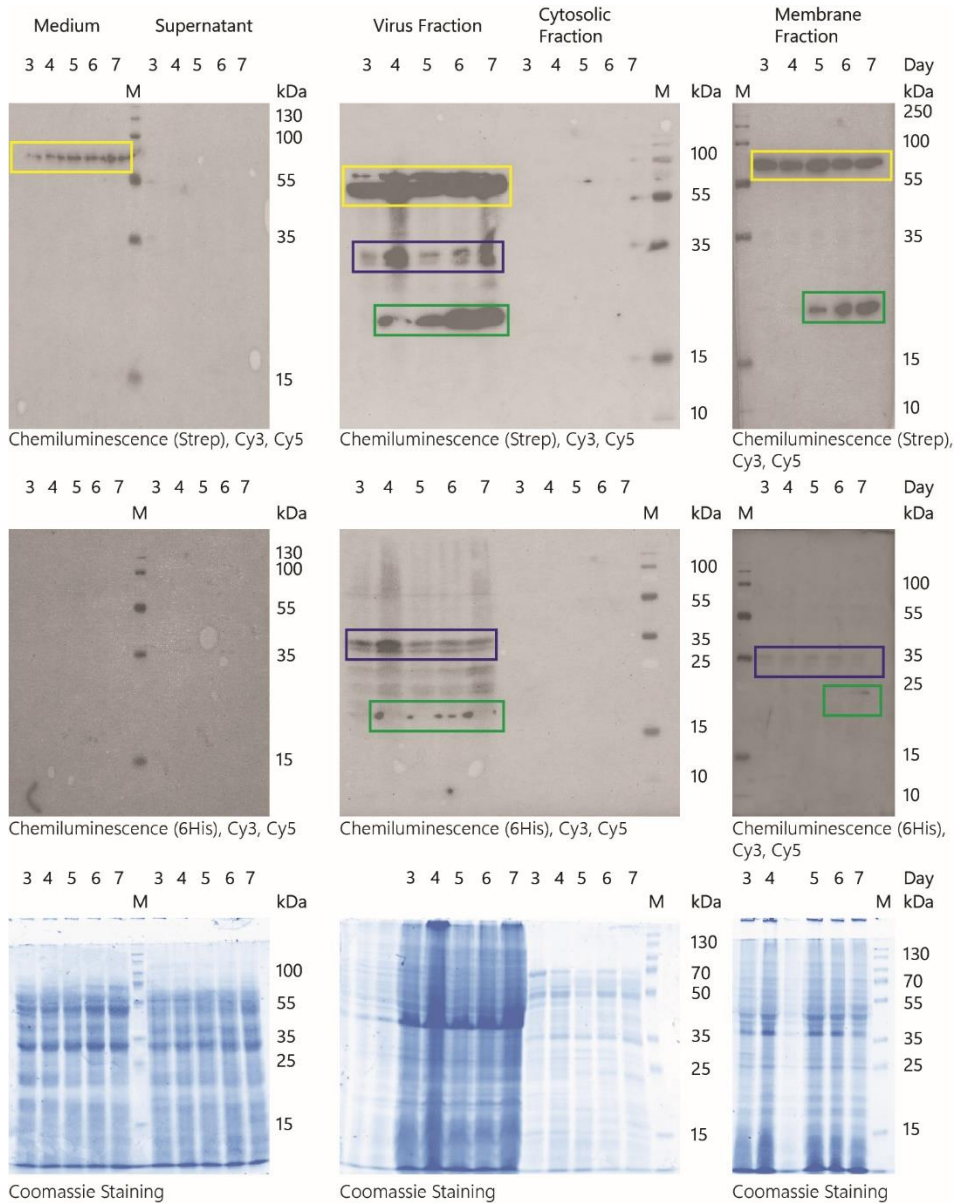 Medium Supernatant Virus Fraction Cytosolic Fraction Membrane Fraction
3 4 5 6 7 3 4 5 6 7 3 4 5 6 7 3 4 5 6 7 3 4 5 6 7 Day
M kDa M kDa M kDa
130 100 55 35 15
100 55 35 15 10
250 100 55 35 15 10
Chemiluminescence (Strep), Cy3, Cy5
Chemiluminescence (Strep), Cy3, Cy5
Chemiluminescence (Strep),
Cy3, Cy5
3 4 5 6 7 3 4 5 6 7 3 4 5 6 7 3 4 5 6 7 3 4 5 6 7 Day
M kDa M kDa M kDa
130 100 55 35 15
100 55 35 25 15 10
100 55 35 25 15 10
Chemiluminescence (6His), Cy3, Cy5
Chemiluminescence (6His), Cy3, Cy5
Chemiluminescence (6His),
Cy3, Cy5
3 4 5 6 7 3 4 5 6 7 3 4 5 6 7 3 4 5 6 7 3 4 5 6 7 Day
M kDa M kDa M kDa
100 55 35 25 15
130 70 50 35 25 15
130 70 55 35 25 15
Coomassie Staining
Coomassie Staining
Coomassie Staining